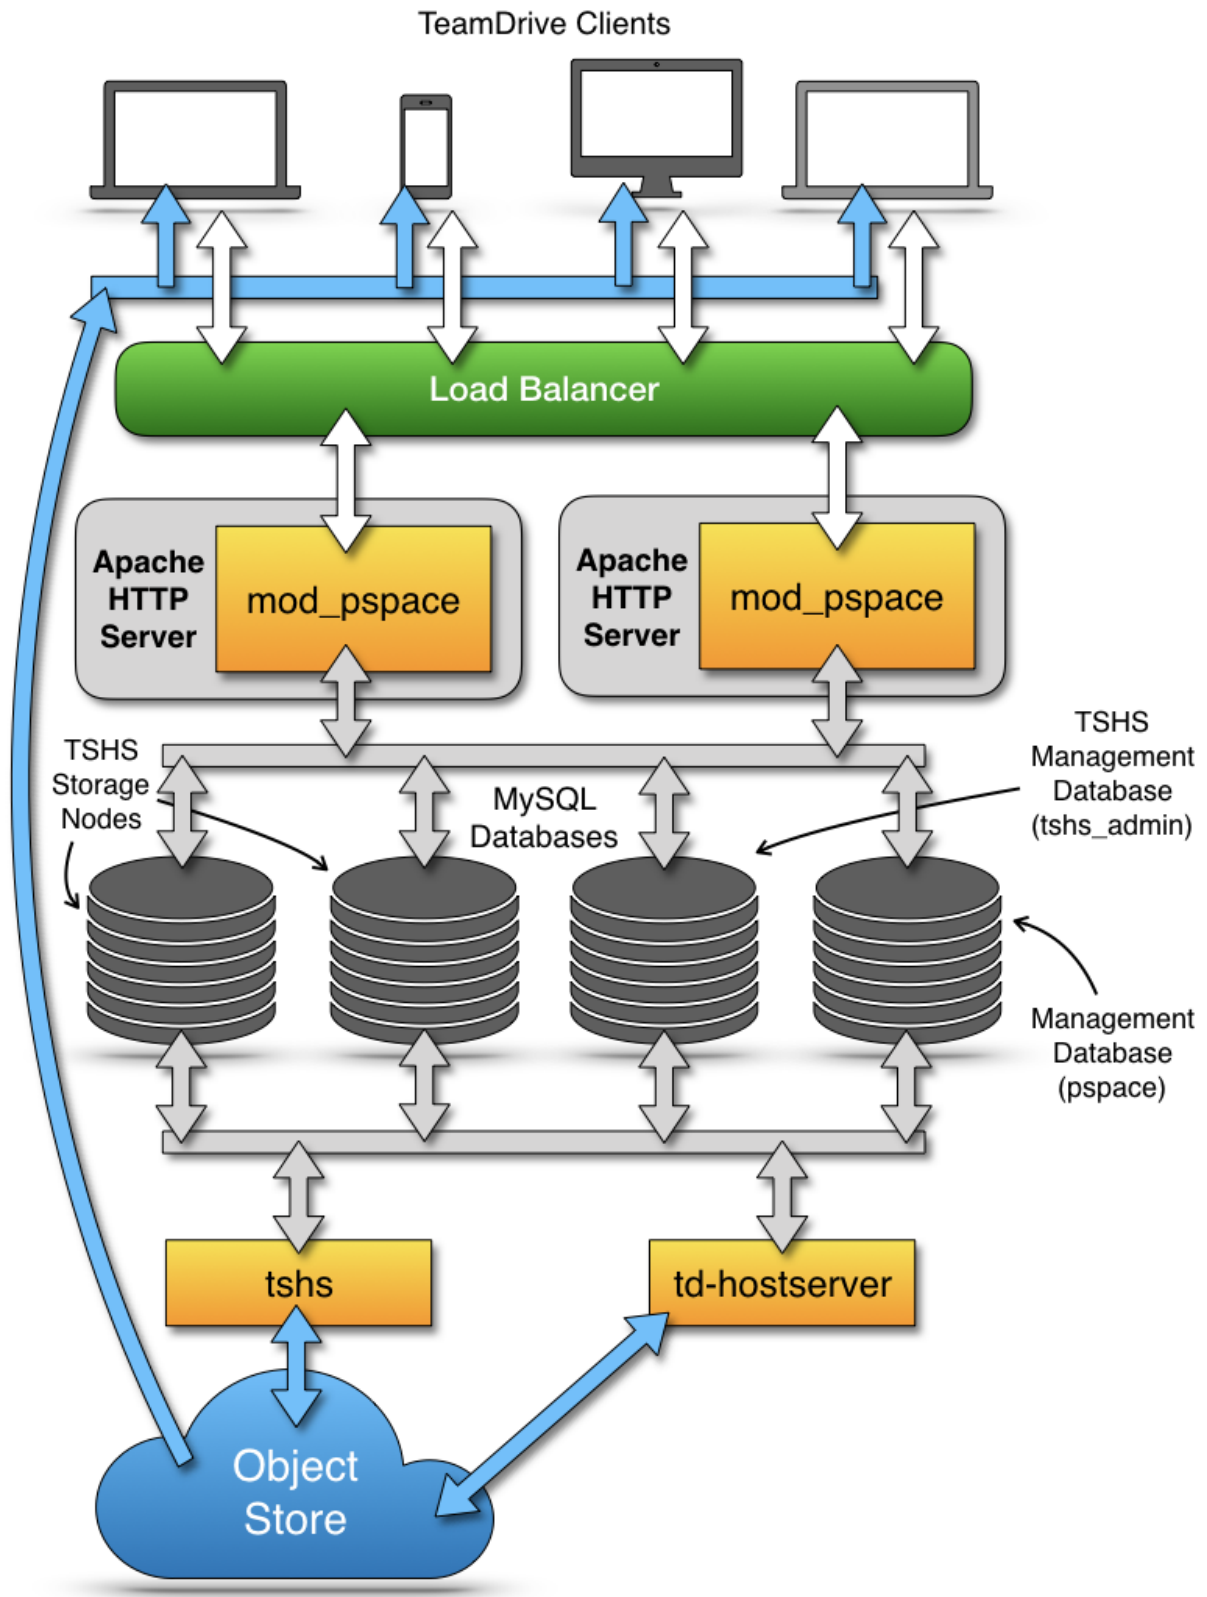 TeamDrive Clients
Load Balancer
Apache
HTTP
Server
mod_pspace
Apache
HTTP
Server
mod_pspace
TSHS
Storage
Nodes
MySQL
Databases
TSHS
Management
Database
(tshs_admin)
Management
Database
(pspace)
tshs
td-hostserver
Object
Store